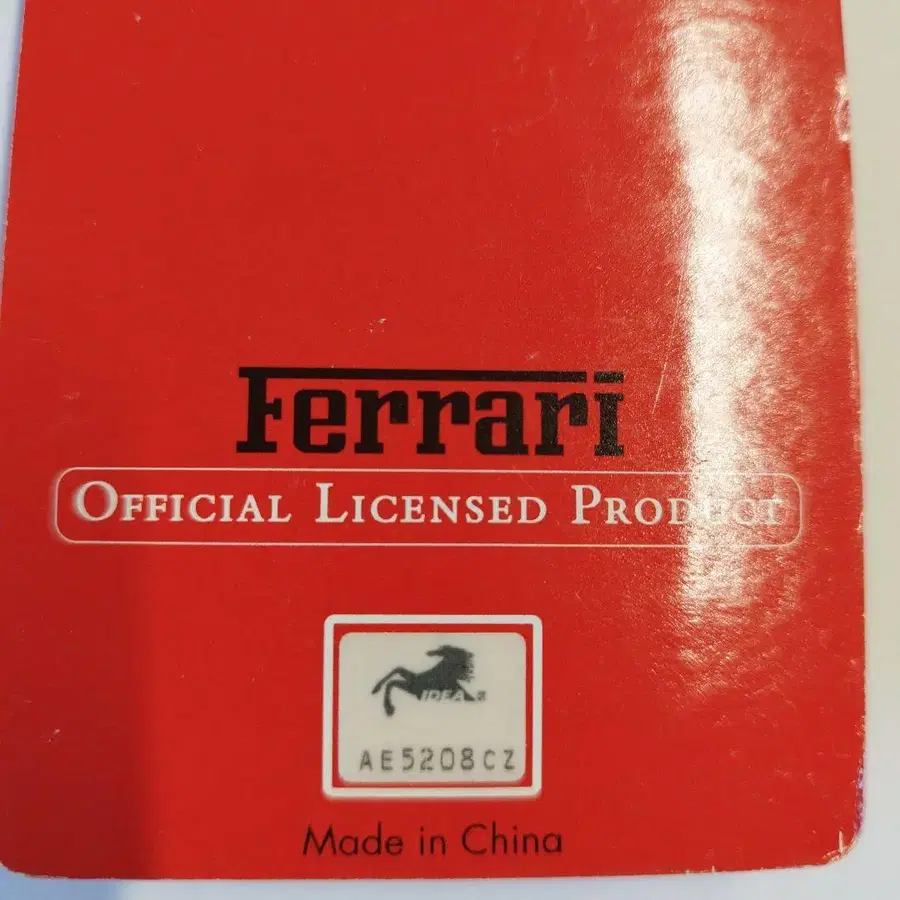 Ferrari
OFFICIAL LICENSED PRODUCT
IDEA
AE5208CZ
Made in China